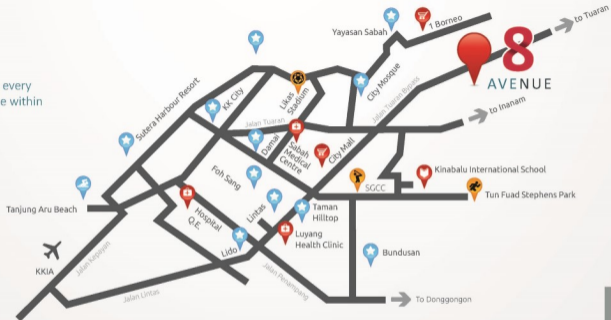 every
e within
Yayasan Sabah
1 Borneo
to Tuaran
8
AVENUE
City Mosque
Jalan Tuaran Bypass
to Inanam
Likas
Stadium
KK City
Sutera Harbour Resort
Jalan Tuaran
Damai
Sabah
Medical
Centre
City Mall
Foh Sang
SGCC
Kinabalu International School
Tun Fuad Stephens Park
Tanjung Aru Beach
Hospital
Q.E.
Lintas
Taman
Hilltop
Luyang
Health Clinic
Lido
Bundusan
KKIA
Jalan Kepayan
Jalan Lintas
Jalan Penampang
To Donggongon